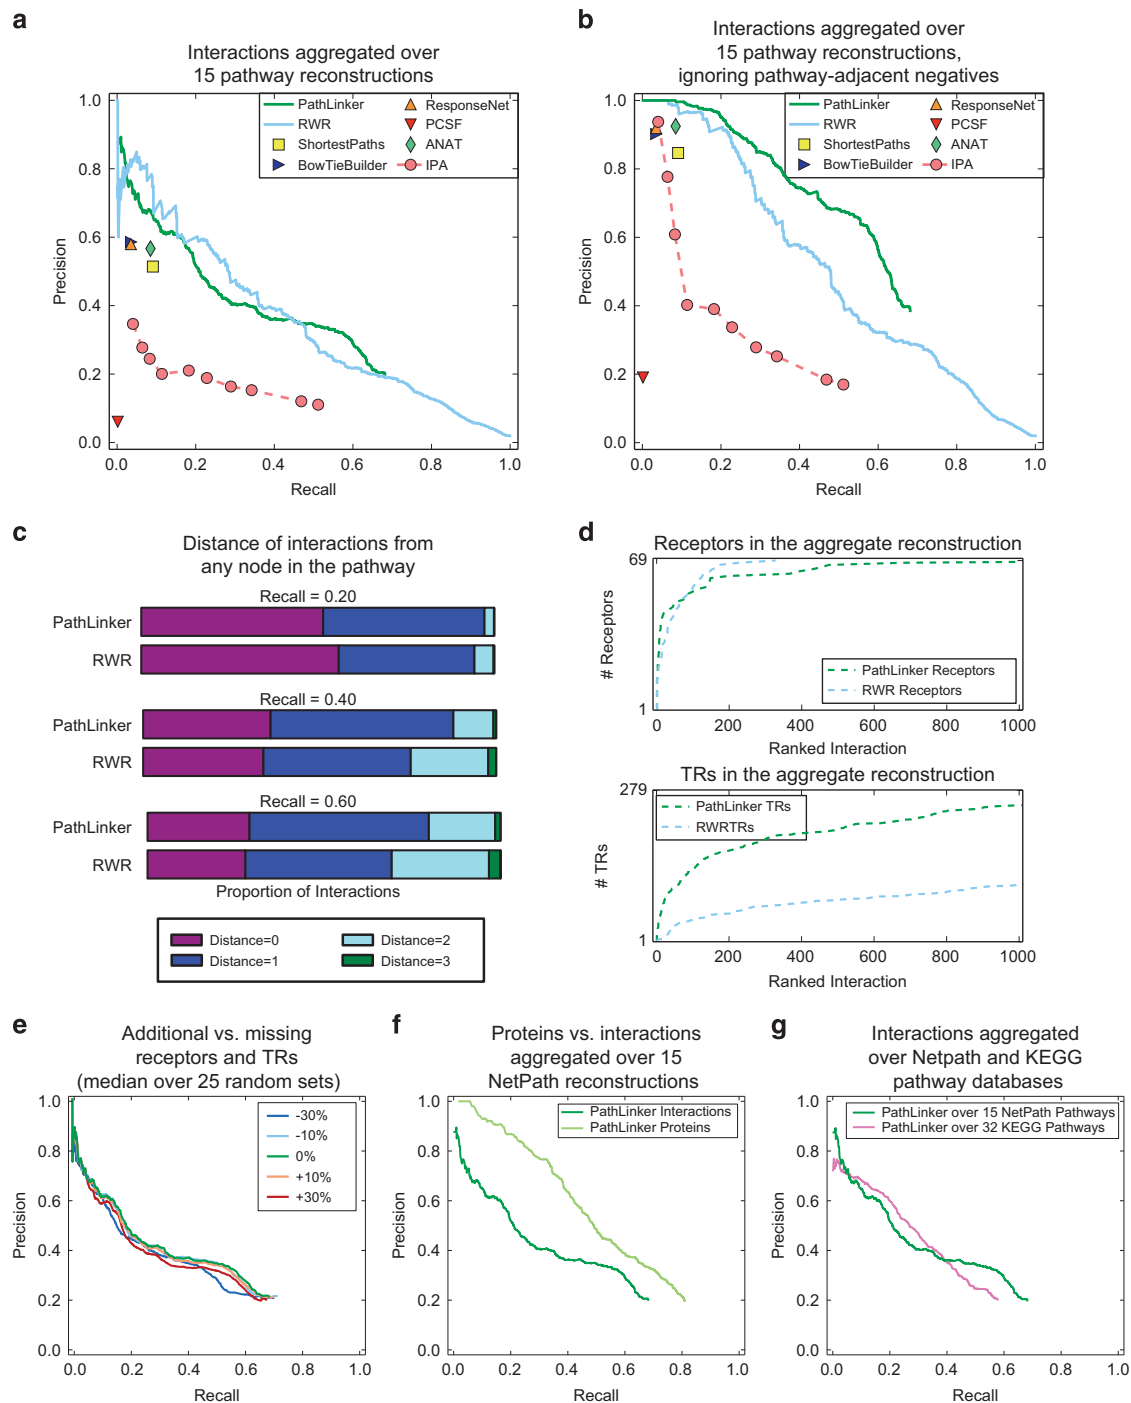 a
Interactions aggregated over
15 pathway reconstructions
1.0
0.8
0.6
0.4
0.2
0.0
Precision
PathLinker
RWR
ShortestPaths
BowTieBuilder
ResponseNet
PCSF
ANAT
IPA
0.0 0.2 0.4 0.6 0.8 1.0
Recall
b
Interactions aggregated over
15 pathway reconstructions,
ignoring pathway-adjacent negatives
1.0
0.8
0.6
0.4
0.2
0.0
Precision
PathLinker
RWR
ShortestPaths
BowTieBuilder
ResponseNet
PCSF
ANAT
IPA
0.0 0.2 0.4 0.6 0.8 1.0
Recall
c
Distance of interactions from
any node in the pathway
Recall = 0.20
PathLinker
RWR
Recall = 0.40
PathLinker
RWR
Recall = 0.60
PathLinker
RWR
Proportion of Interactions
Distance=0
Distance=1
Distance=2
Distance=3
d
Receptors in the aggregate reconstruction
69
1
# Receptors
PathLinker Receptors
RWR Receptors
0 200 400 600 800 1000
Ranked Interaction
TRs in the aggregate reconstruction
279
1
# TRs
PathLinker TRs
RWRTRs
0 200 400 600 800 1000
Ranked Interaction
e
Additional vs. missing
receptors and TRs
(median over 25 random sets)
1.0
0.8
0.6
0.4
0.2
0.0
Precision
-30%
-10%
0%
+10%
+30%
0.0 0.2 0.4 0.6 0.8 1.0
Recall
f
Proteins vs. interactions
aggregated over 15
NetPath reconstructions
1.0
0.8
0.6
0.4
0.2
0.0
Precision
PathLinker Interactions
PathLinker Proteins
0.0 0.2 0.4 0.6 0.8 1.0
Recall
g
Interactions aggregated
over Netpath and KEGG
pathway databases
1.0
0.8
0.6
0.4
0.2
0.0
Precision
PathLinker over 15 NetPath Pathways
PathLinker over 32 KEGG Pathways
0.0 0.2 0.4 0.6 0.8 1.0
Recall